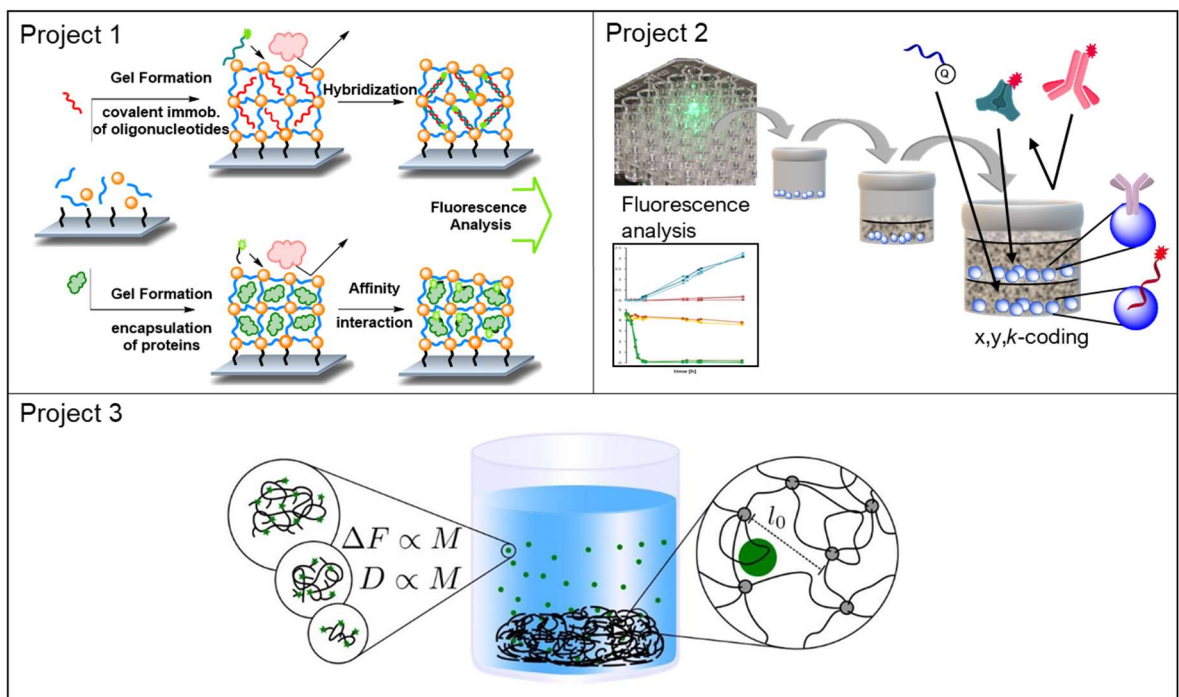 Project 1
Gel Formation
covalent immob.
of oligonucleotides
Hybridization
Fluorescence
Analysis
Gel Formation
encapsulation
of proteins
Affinity
interaction
Project 2
Q
Fluorescence
analysis
time [h]
x,y,k-coding
Project 3
ΔF ∝ M
D ∝ M
l₀